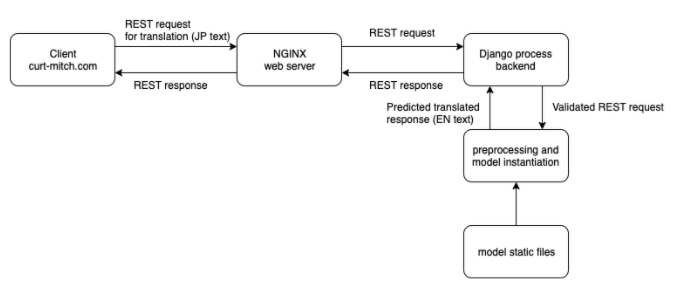 REST request
for translation (JP text)
REST request
Client
curt-mitch.com
NGINX
web server
Django process
backend
REST response
REST response
Predicted translated
response (EN text)
Validated REST request
preprocessing and
model instantiation
model static files